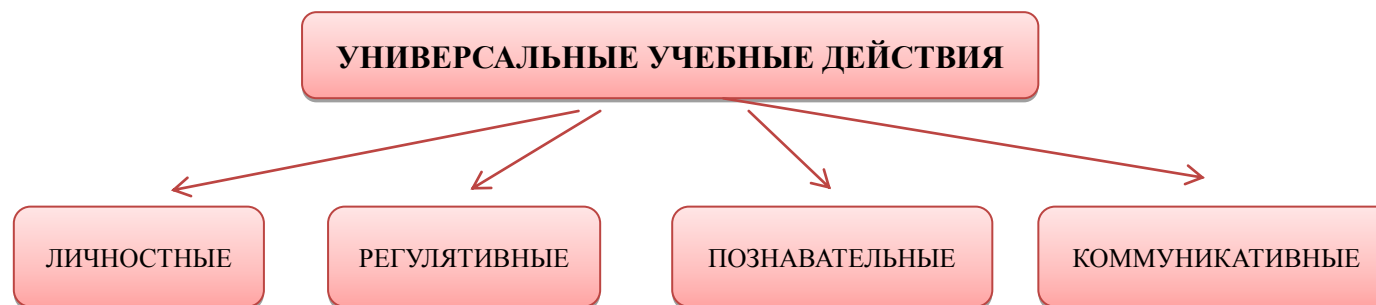 УНИВЕРСАЛЬНЫЕ УЧЕБНЫЕ ДЕЙСТВИЯ
ЛИЧНОСТНЫЕ
РЕГУЛЯТИВНЫЕ
ПОЗНАВАТЕЛЬНЫЕ
КОММУНИКАТИВНЫЕ